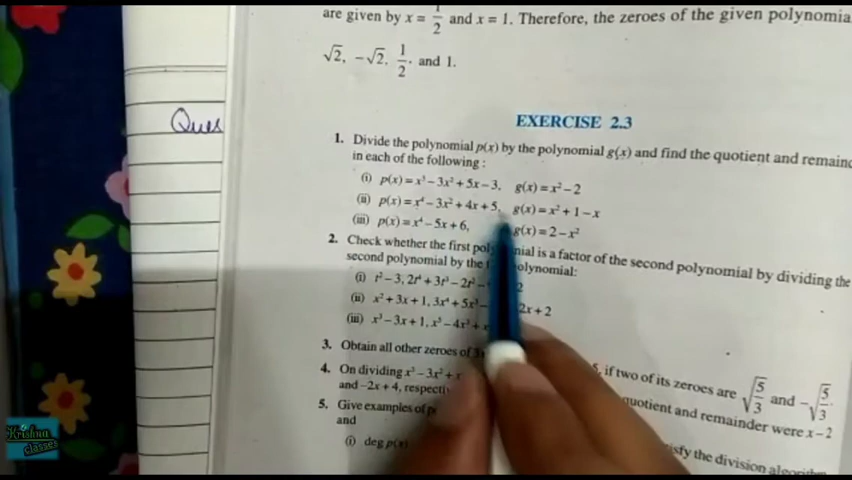 are given by x = 1/2 and x = 1. Therefore, the zeroes of the given polynomia
√2, −√2, 1/2, and 1.
Ques
EXERCISE 2.3
1. Divide the polynomial p(x) by the polynomial g(x) and find the quotient and remain
in each of the following :
(i) p(x) = x³ − 3x² + 5x − 3, g(x) = x² − 2
(ii) p(x) = x⁴ − 3x² + 4x + 5, g(x) = x² + 1 − x
(iii) p(x) = x⁴ − 5x + 6, g(x) = 2 − x²
2. Check whether the first pol nial is a factor of the second polynomial by dividing the
second polynomial by the olynomial:
(i) t² − 3, 2t⁴ + 3t³ − 2t² − 2
(ii) x² + 3x + 1, 3x⁴ + 5x³ − 2x + 2
(iii) x³ − 3x + 1, x⁵ − 4x³ +
3. Obtain all other zeroes of if two of its zeroes are √5/3 and −√5/3.
4. On dividing x³ − 3x² + quotient and remainder were x − 2
and −2x + 4, respecti
5. Give examples of sfy the division algorith
and
(i) deg p(x)
Krishna
classes